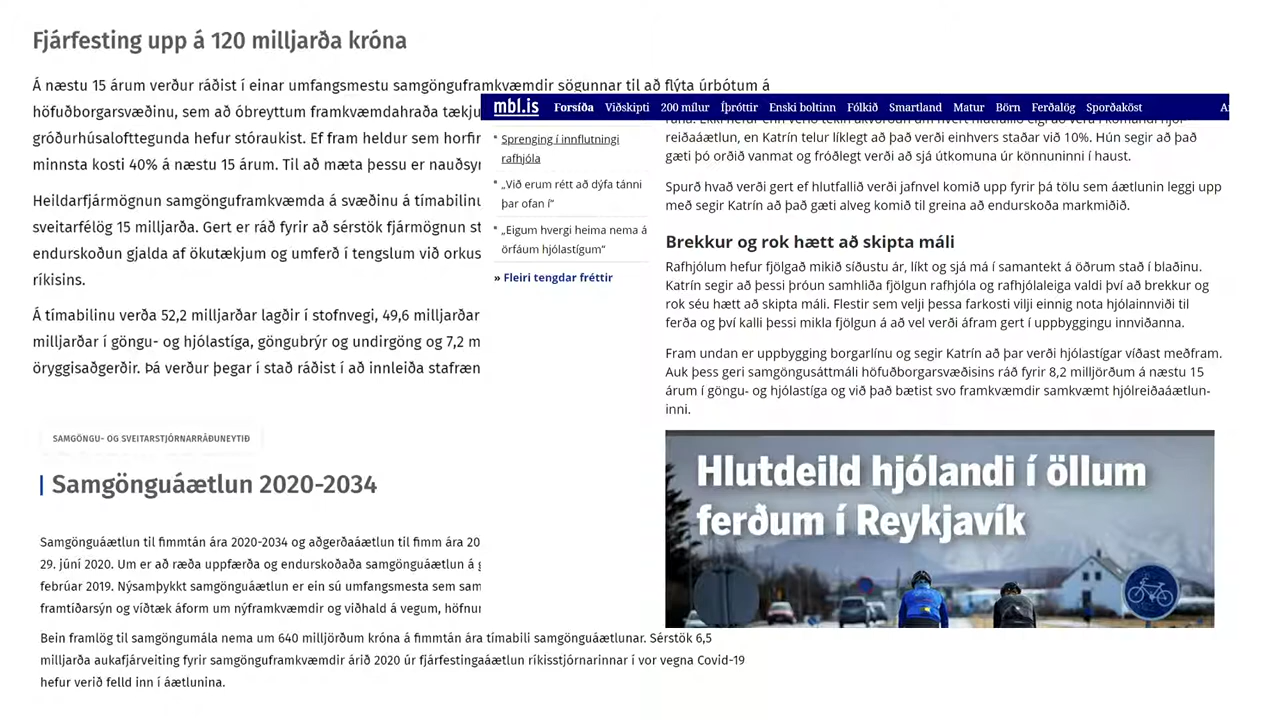 Fjárfesting upp á 120 milljarða króna
Á næstu 15 árum verður ráðist í einar umfangsmestu samgönguframkvæmdir sögunnar til að flýta úrbótum á
höfuðborgarsvæðinu, sem að óbreyttum framkvæmdahraða tækju
gróðurhúsalofttegunda hefur stóraukist. Ef fram heldur sem horfir
minnsta kosti 40% á næstu 15 árum. Til að mæta þessu er
Heildarfjármögnun samgönguframkvæmda á svæðinu á tímabilinu
sveitarfélög 15 milljarða. Gert er ráð fyrir að sérstök fjármögnun
endurskoðun gjalda af ökutækjum og umferð í tengslum við
ríkisins.
Á tímabilinu verða 52,2 milljarðar lagðir í stofnvegi, 49,6 milljarðar
milljarðar í göngu- og hjólastíga, göngubrýr og undirgöng og 7,2
öryggisaðgerðir. Þá verður þegar í stað ráðist í að innleiða
SAMGÖNGU- OG SVEITARSTJÓRNARRÁÐUNEYTIÐ
Samgönguáætlun 2020-2034
Samgönguáætlun til fimmtán ára 2020-2034 og aðgerðaáætlun til fimm ára
29. júní 2020. Um er að ræða uppfærða og endurskoðaða samgönguáætlun á
febrúar 2019. Nýsamþykkt samgönguáætlun er ein sú umfangsmesta sem
framtíðarsýn og víðtæk áform um nýframkvæmdir og viðhald á vegum,
Bein framlög til samgöngumála nema um 640 milljörðum króna á fimmtán ára tímabili samgönguáætlunar. Sérstök 6,5
milljarða aukafjárveiting fyrir samgönguframkvæmdir árið 2020 úr fjárfestingaáætlun ríkisstjórnarinnar í vor vegna Covid-19
hefur verið felld inn í áætlunina.
mbl.is Forsíða Viðskipti 200 mílur Íþróttir Enski boltinn Fólkið Smartland Matur Börn Ferðalög Sporðaköst
Sprenging í innflutningi
rafhjóla
„Við erum rétt að dýfa tánni
þar ofan í“
„Eigum hvergi heima nema á
örfáum hjólastígum“
» Fleiri tengdar fréttir
reiðaáætlun, en Katrín telur líklegt að það verði einhvers staðar við 10%. Hún segir að það
gæti þó orðið vanmat og fróðlegt verði að sjá útkomuna úr könnuninni í haust.
Spurð hvað verði gert ef hlutfallið verði jafnvel komið upp fyrir þá tölu sem áætlunin leggi upp
með segir Katrín að það gæti alveg komið til greina að endurskoða markmiðið.
Brekkur og rok hætt að skipta máli
Rafhjólum hefur fjölgað mikið síðustu ár, líkt og sjá má í samantekt á öðrum stað í blaðinu.
Katrín segir að þessi þróun samhliða fjölgun rafhjóla og rafhjólaleiga valdi því að brekkur og
rok séu hætt að skipta máli. Flestir sem velji þessa farkosti vilji einnig nota hjólainnviði til
ferða og því kalli þessi mikla fjölgun á að vel verði áfram gert í uppbyggingu innviðanna.
Fram undan er uppbygging borgarlínu og segir Katrín að þar verði hjólastígar víðast meðfram.
Auk þess geri samgöngusáttmáli höfuðborgarsvæðisins ráð fyrir 8,2 milljörðum á næstu 15
árum í göngu- og hjólastíga og við það bætist svo framkvæmdir samkvæmt hjólreiðaáætlun-
inni.
Hlutdeild hjólandi í öllum
ferðum í Reykjavík